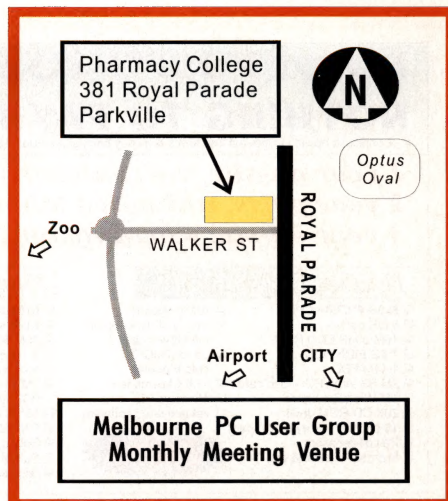 Pharmacy College
381 Royal Parade
Parkville
N
Optus
Oval
Zoo
WALKER ST
ROYAL PARADE
Airport
CITY
Melbourne PC User Group
Monthly Meeting Venue